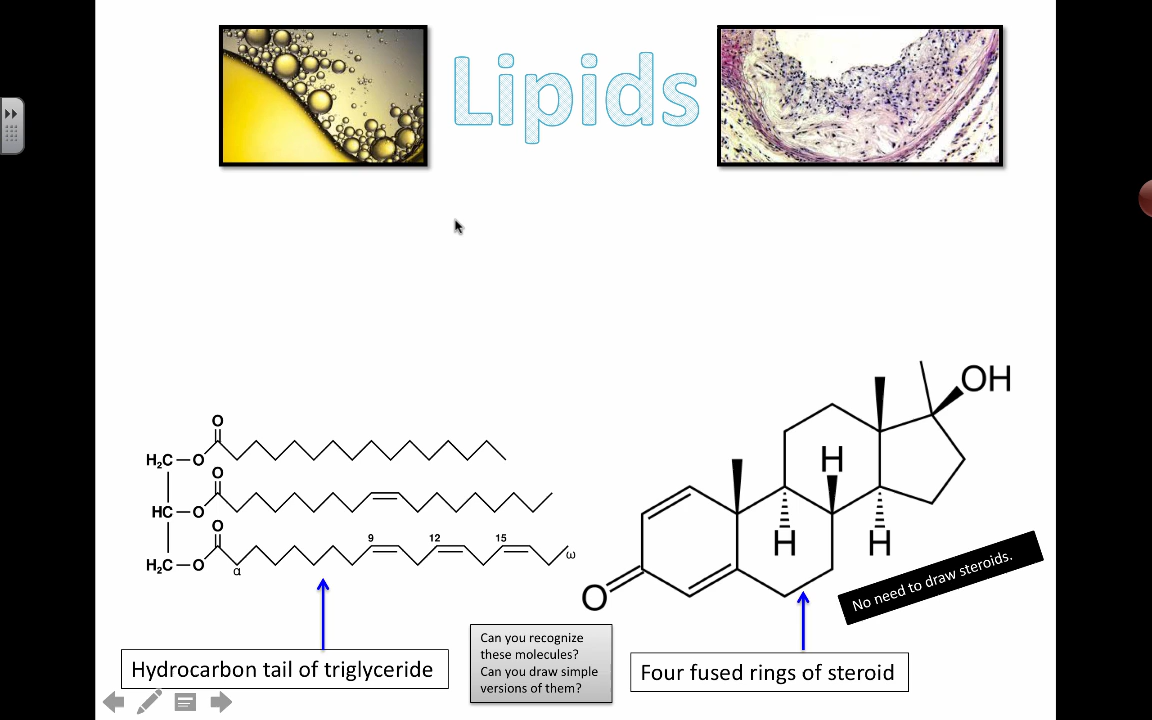 Lipids
OH
H
H
H
O
O
H₂C—O
O
HC—O
O
9
12
15
H₂C—O
α
ω
No need to draw steroids.
Can you recognize
these molecules?
Can you draw simple
versions of them?
Hydrocarbon tail of triglyceride
Four fused rings of steroid